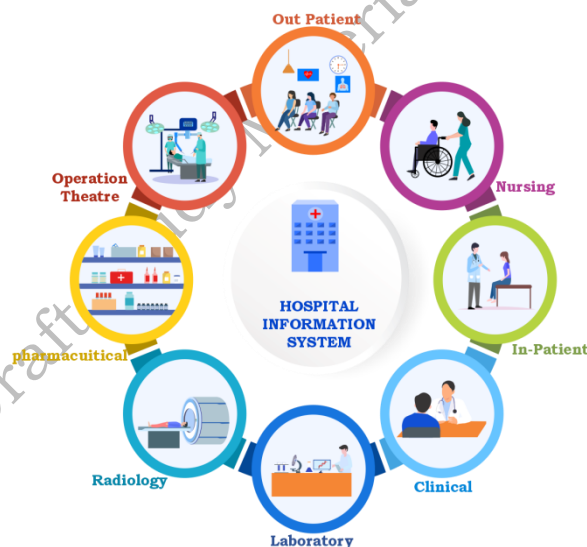 Out Patient
Nursing
In-Patient
Clinical
Laboratory
Radiology
pharmacuitical
Operation
Theatre
HOSPITAL
INFORMATION
SYSTEM